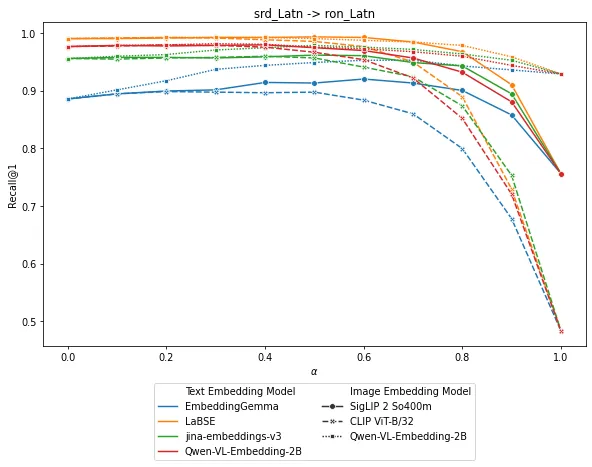 srd_Latn -> ron_Latn
Recall@1
1.0
0.9
0.8
0.7
0.6
0.5
0.0 0.2 0.4 0.6 0.8 1.0
α
Text Embedding Model Image Embedding Model
EmbeddingGemma SigLIP 2 So400m
LaBSE CLIP ViT-B/32
jina-embeddings-v3 Qwen-VL-Embedding-2B
Qwen-VL-Embedding-2B